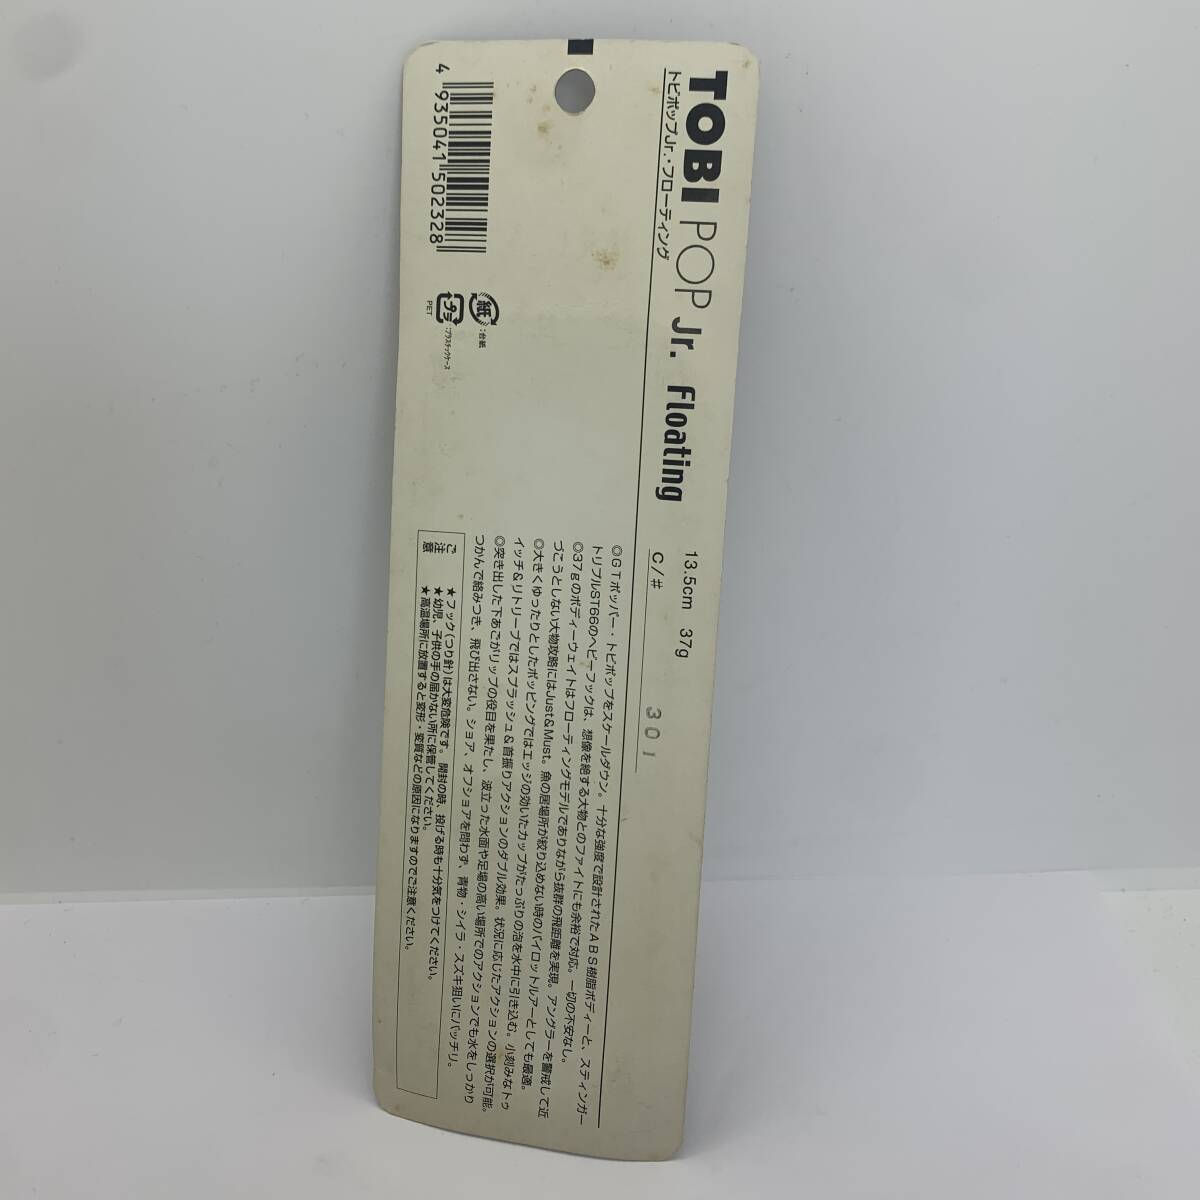 TOBI POP Jr. Floating
トビポップJr.・フローティング
13.5cm 37g
C/# 301
◎GTポッパー・トビポップをスケールダウン。十分な強度で設計されたABS樹脂ボディーと、スティンガー
トリプルST66のヘビーフックは、想像を絶する大物とのファイトにも余裕で対応。一切の不安なし。
◎37gのボディーウェイトはフローティングモデルでありながら抜群の飛距離を実現。アングラーを警戒して近
づこうとしない大物攻略にはJust&Must。魚の居場所が絞り込めない時のパイロットルアーとしても最適。
◎大きくゆったりとしたポッピングではエッジの効いたカップがたっぷりの泡を水中に引き込む。小刻みなトゥ
イッチ&リトリーブではスプラッシュ&首振りアクションのダブル効果。状況に応じたアクションの選択が可能。
◎突き出した下あごがリップの役目を果たし、波立った水面や足場の高い場所でのアクションでも水をしっかり
つかんで絡みつき、飛び出さない。ショア、オフショアを問わず、青物・シイラ・スズキ狙いにバッチリ。
ご注意
★フック(つり針)は大変危険です。開封の時、投げる時も十分気をつけてください。
★幼児、子供の手の届かない所に保管してください。
★高温場所に放置すると変形・変質などの原因になりますのでご注意ください。
紙 :台紙
プラ :プラスチックケース
PET
4 935041 502328